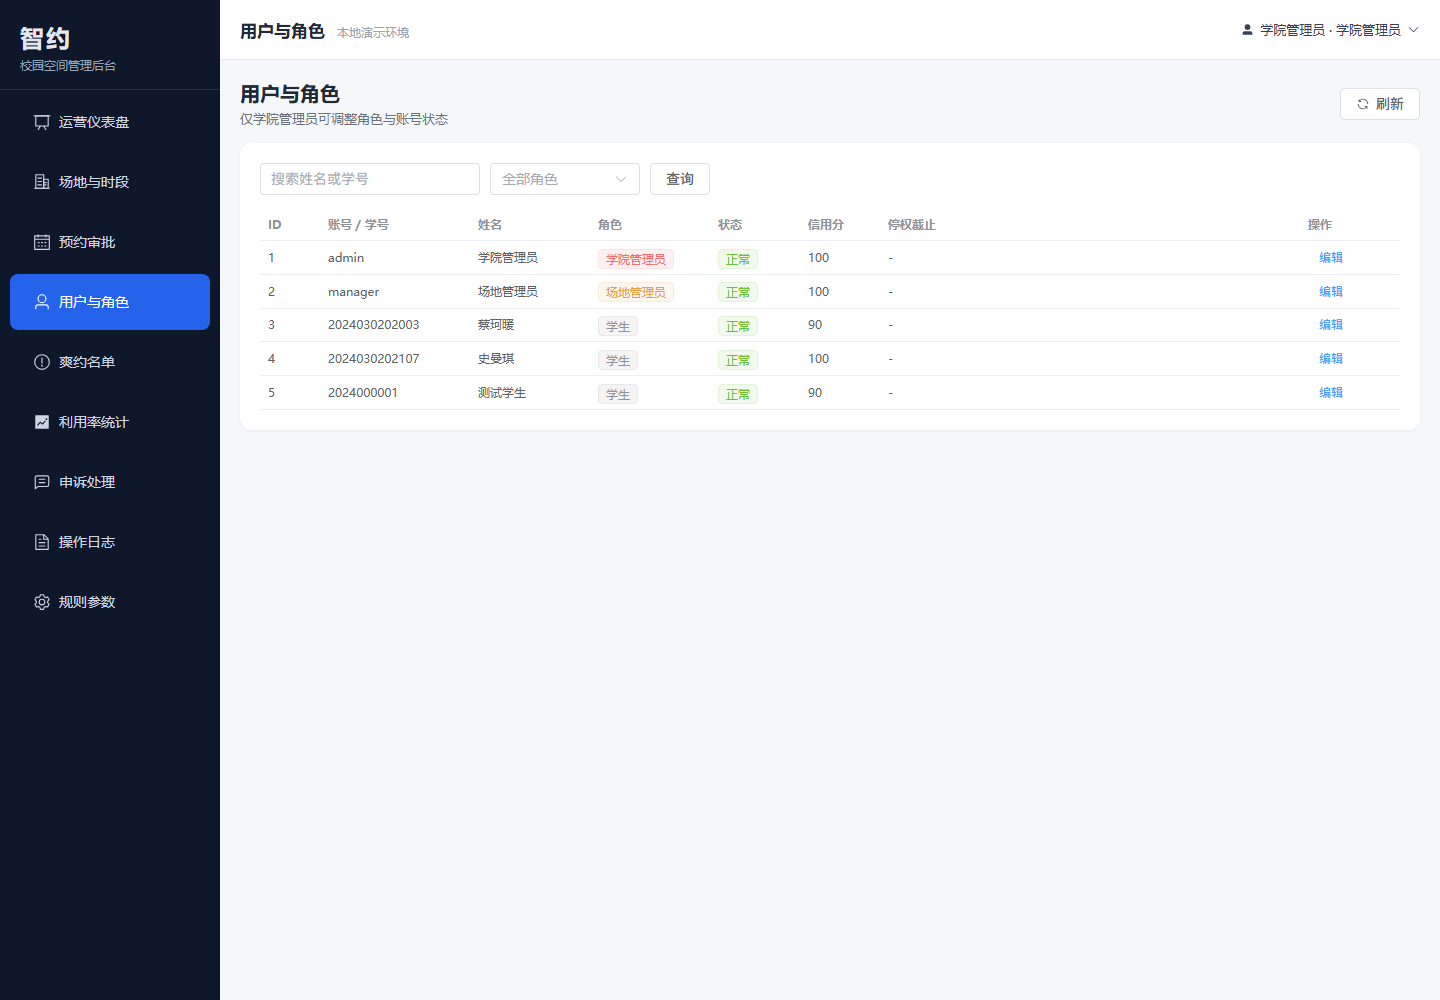 智约
校园空间管理后台
运营仪表盘
场地与时段
预约审批
用户与角色
爽约名单
利用率统计
申诉处理
操作日志
规则参数
用户与角色 本地演示环境
学院管理员 · 学院管理员
用户与角色
仅学院管理员可调整角色与账号状态
刷新
搜索姓名或学号 全部角色 查询
ID 账号 / 学号 姓名 角色 状态 信用分 停权截止 操作
1 admin 学院管理员 学院管理员 正常 100 - 编辑
2 manager 场地管理员 场地管理员 正常 100 - 编辑
3 2024030202003 蔡珂暖 学生 正常 90 - 编辑
4 2024030202107 史曼琪 学生 正常 100 - 编辑
5 2024000001 测试学生 学生 正常 90 - 编辑